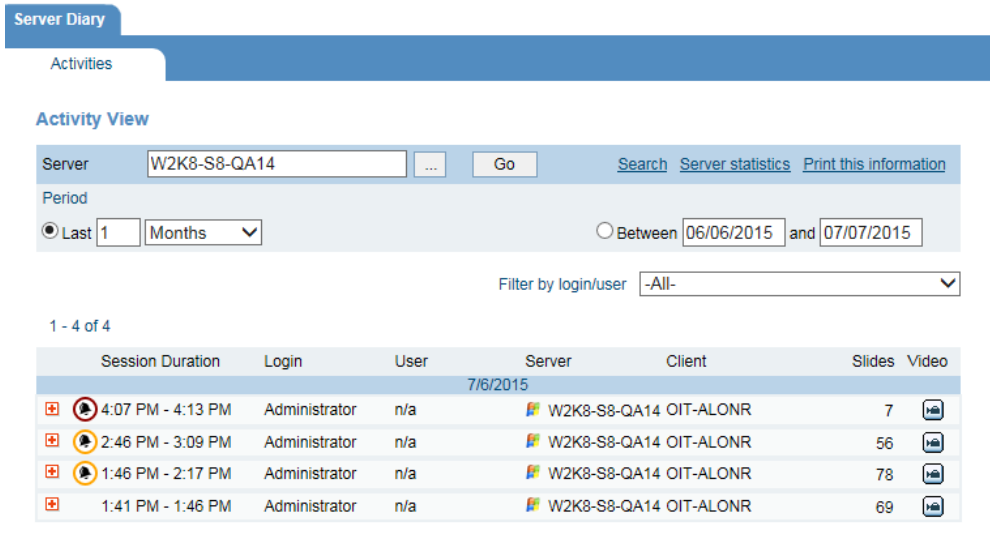 Server Diary
Activities
Activity View
Server W2K8-S8-QA14 ... Go Search Server statistics Print this information
Period
Last 1 Months Between 06/06/2015 and 07/07/2015
Filter by login/user -All-
1 - 4 of 4
Session Duration Login User Server Client Slides Video
7/6/2015
4:07 PM - 4:13 PM Administrator n/a W2K8-S8-QA14 OIT-ALONR 7
2:46 PM - 3:09 PM Administrator n/a W2K8-S8-QA14 OIT-ALONR 56
1:46 PM - 2:17 PM Administrator n/a W2K8-S8-QA14 OIT-ALONR 78
1:41 PM - 1:46 PM Administrator n/a W2K8-S8-QA14 OIT-ALONR 69